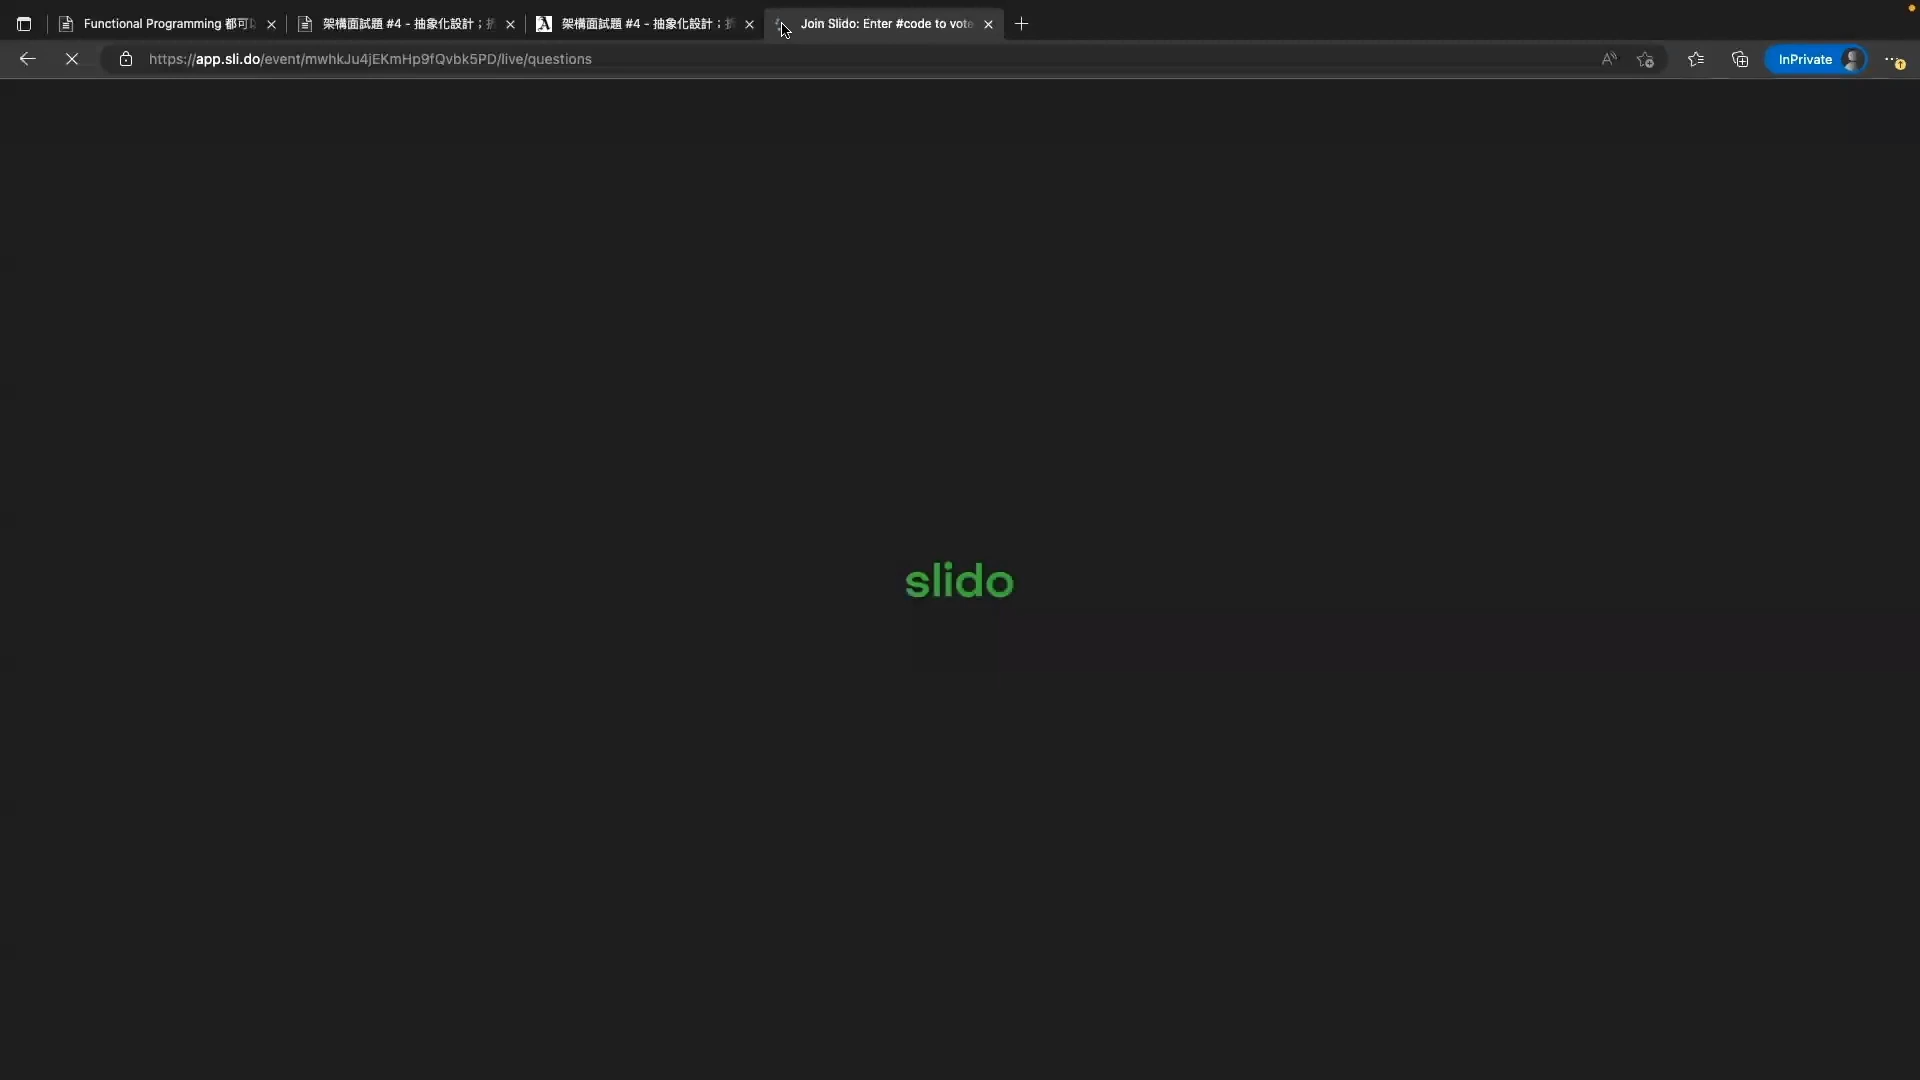 Functional Programming 都可
架構面試題 #4 - 抽象化設計；
架構面試題 #4 - 抽象化設計；
Join Slido: Enter #code to vote
https://app.sli.do/event/mwhkJu4jEKmHp9fQvbk5PD/live/questions
InPrivate
slido